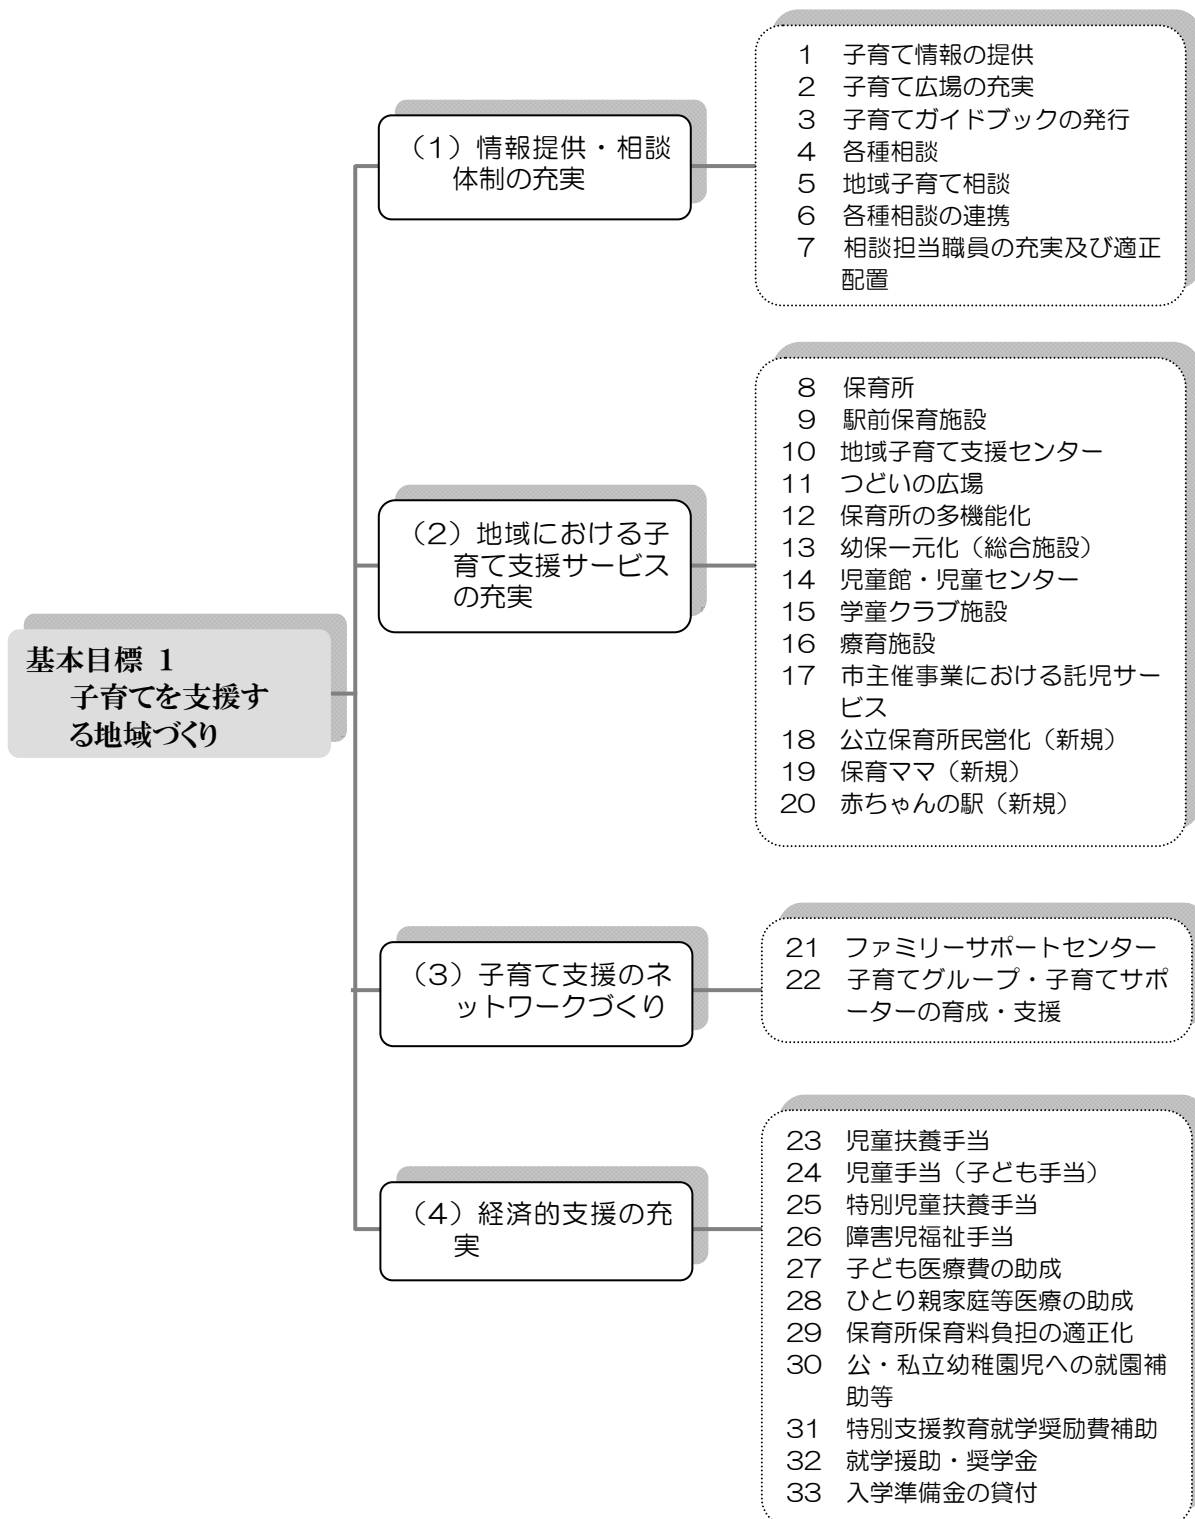 基本目標 1
子育てを支援す
る地域づくり
（1）情報提供・相談
体制の充実
1 子育て情報の提供
2 子育て広場の充実
3 子育てガイドブックの発行
4 各種相談
5 地域子育て相談
6 各種相談の連携
7 相談担当職員の充実及び適正
配置
（2）地域における子
育て支援サービス
の充実
8 保育所
9 駅前保育施設
10 地域子育て支援センター
11 つどいの広場
12 保育所の多機能化
13 幼保一元化（総合施設）
14 児童館・児童センター
15 学童クラブ施設
16 療育施設
17 市主催事業における託児サー
ビス
18 公立保育所民営化（新規）
19 保育ママ（新規）
20 赤ちゃんの駅（新規）
（3）子育て支援のネ
ットワークづくり
21 ファミリーサポートセンター
22 子育てグループ・子育てサポ
ーターの育成・支援
（4）経済的支援の充
実
23 児童扶養手当
24 児童手当（子ども手当）
25 特別児童扶養手当
26 障害児福祉手当
27 子ども医療費の助成
28 ひとり親家庭等医療の助成
29 保育所保育料負担の適正化
30 公・私立幼稚園児への就園補
助等
31 特別支援教育就学奨励費補助
32 就学援助・奨学金
33 入学準備金の貸付